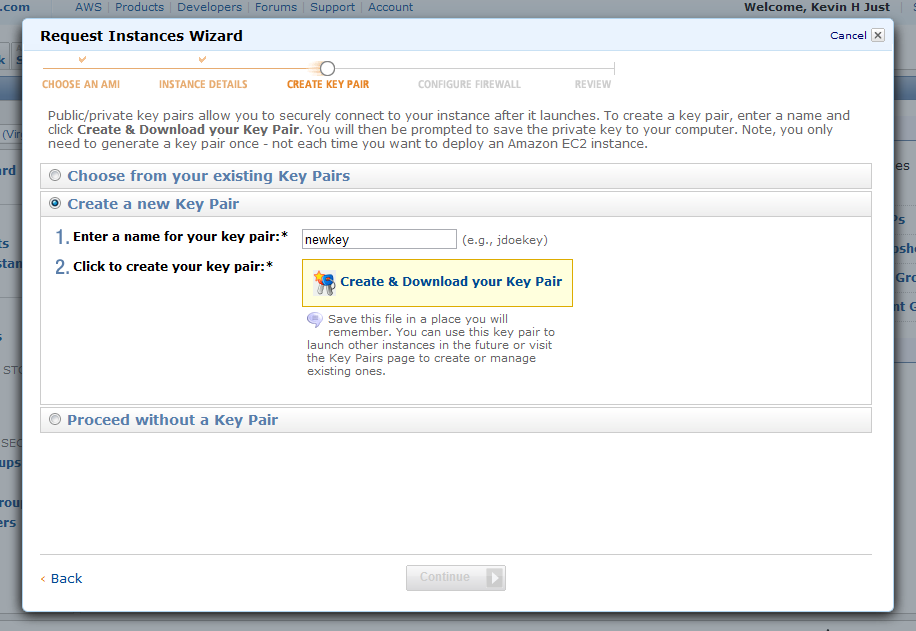 .com AWS Products Developers Forums Support Account Welcome, Kevin H Just
Request Instances Wizard Cancel
CHOOSE AN AMI INSTANCE DETAILS CREATE KEY PAIR CONFIGURE FIREWALL REVIEW
Public/private key pairs allow you to securely connect to your instance after it launches. To create a key pair, enter a name and
click Create & Download your Key Pair. You will then be prompted to save the private key to your computer. Note, you only
need to generate a key pair once - not each time you want to deploy an Amazon EC2 instance.
Choose from your existing Key Pairs
Create a new Key Pair
1. Enter a name for your key pair:* newkey (e.g., jdoekey)
2. Click to create your key pair:* Create & Download your Key Pair
Save this file in a place you will
remember. You can use this key pair to
launch other instances in the future or visit
the Key Pairs page to create or manage
existing ones.
Proceed without a Key Pair
< Back Continue